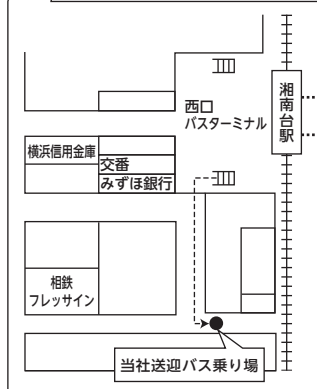 湘南台駅
西口
バスターミナル
横浜信用金庫
交番
みずほ銀行
相鉄
フレッサイン
当社送迎バス乗り場